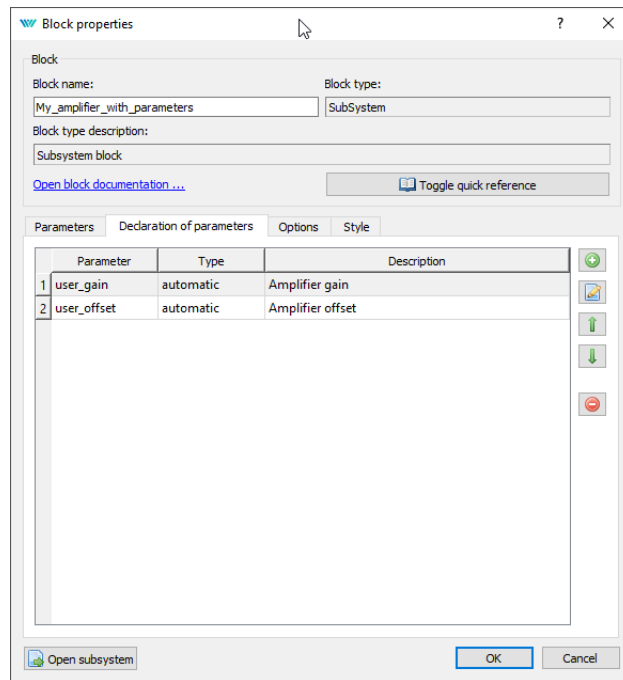 Block properties ?
Block
Block name: Block type:
My_amplifier_with_parameters SubSystem
Block type description:
Subsystem block
Open block documentation ... Toggle quick reference
Parameters Declaration of parameters Options Style
Parameter Type Description
1 user_gain automatic Amplifier gain
2 user_offset automatic Amplifier offset
Open subsystem OK Cancel